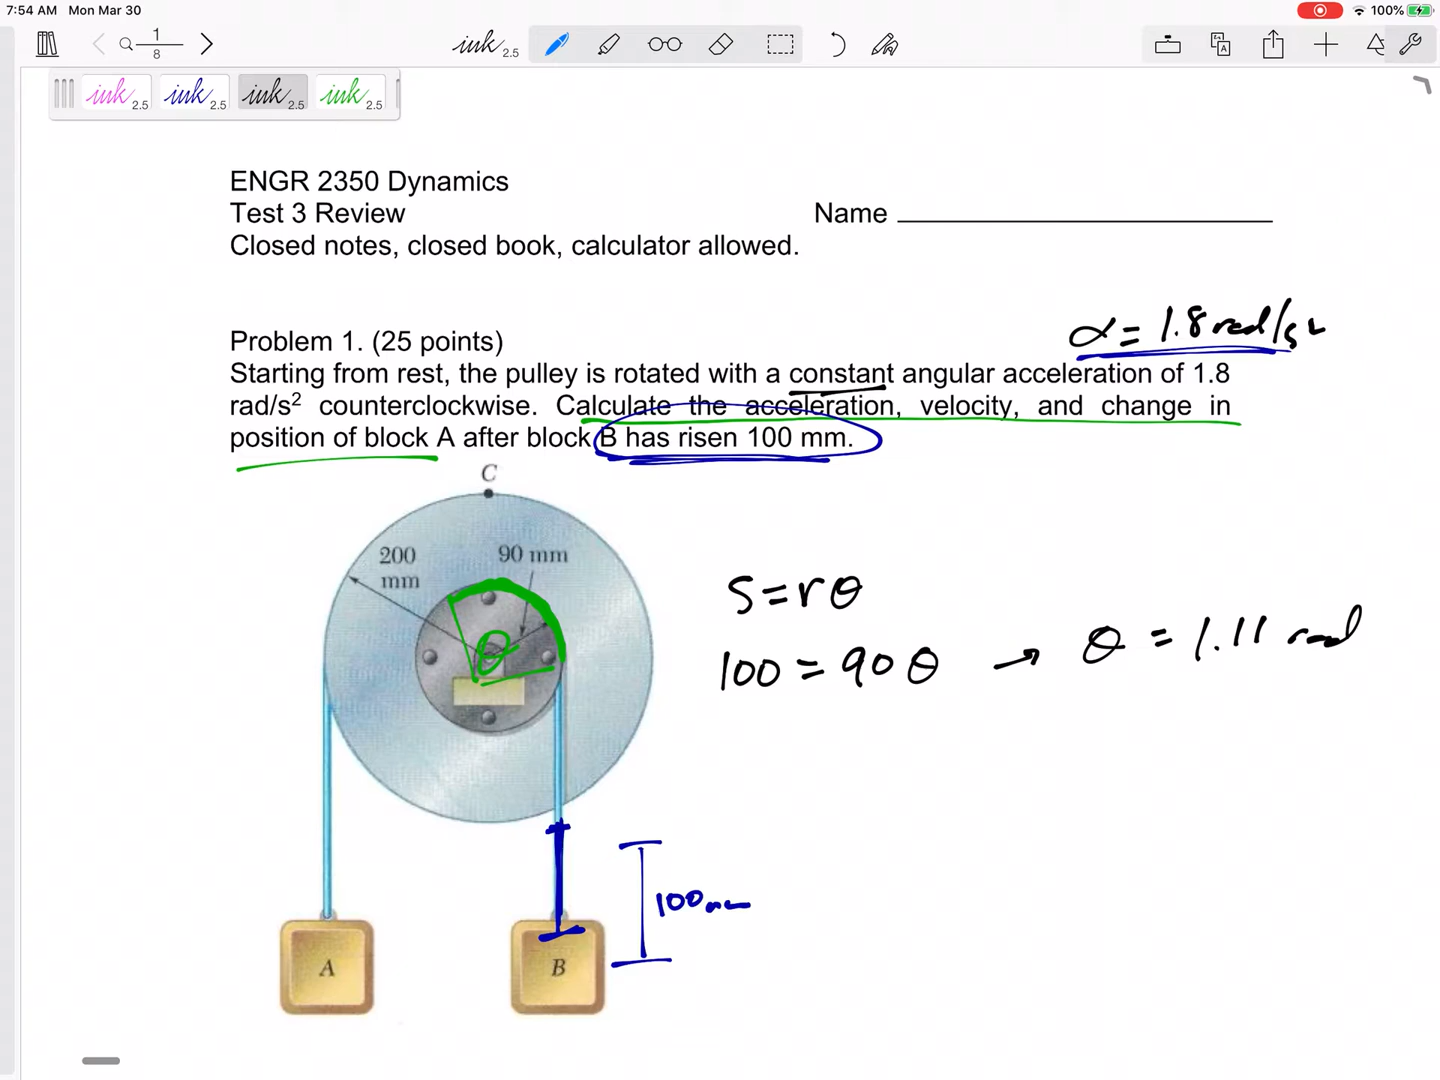 7:54 AM Mon Mar 30
100%
1
8
ink 2.5
ink 2.5 ink 2.5 ink 2.5 ink 2.5
ENGR 2350 Dynamics
Test 3 Review
Name
Closed notes, closed book, calculator allowed.
α = 1.8 rad/s²
Problem 1. (25 points)
Starting from rest, the pulley is rotated with a constant angular acceleration of 1.8
rad/s² counterclockwise. Calculate the acceleration, velocity, and change in
position of block A after block B has risen 100 mm.
C
200
mm
90 mm
θ
S = rθ
100 = 90 θ → θ = 1.11 rad
100mm
A
B